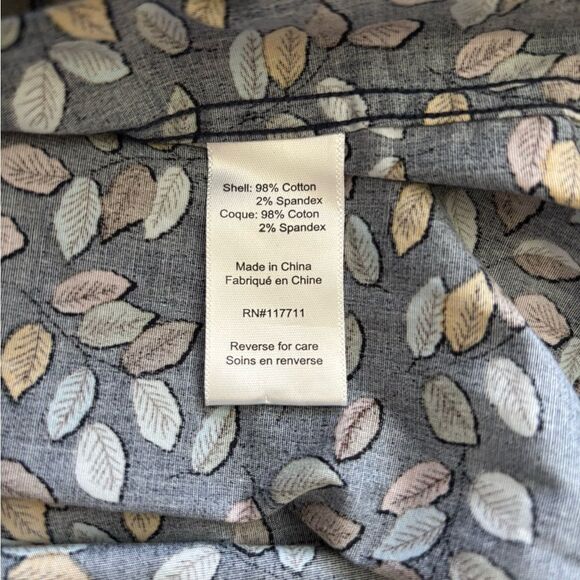 Shell: 98% Cotton
2% Spandex
Coque: 98% Coton
2% Spandex
Made in China
Fabriqué en Chine
RN#117711
Reverse for care
Soins en renverse